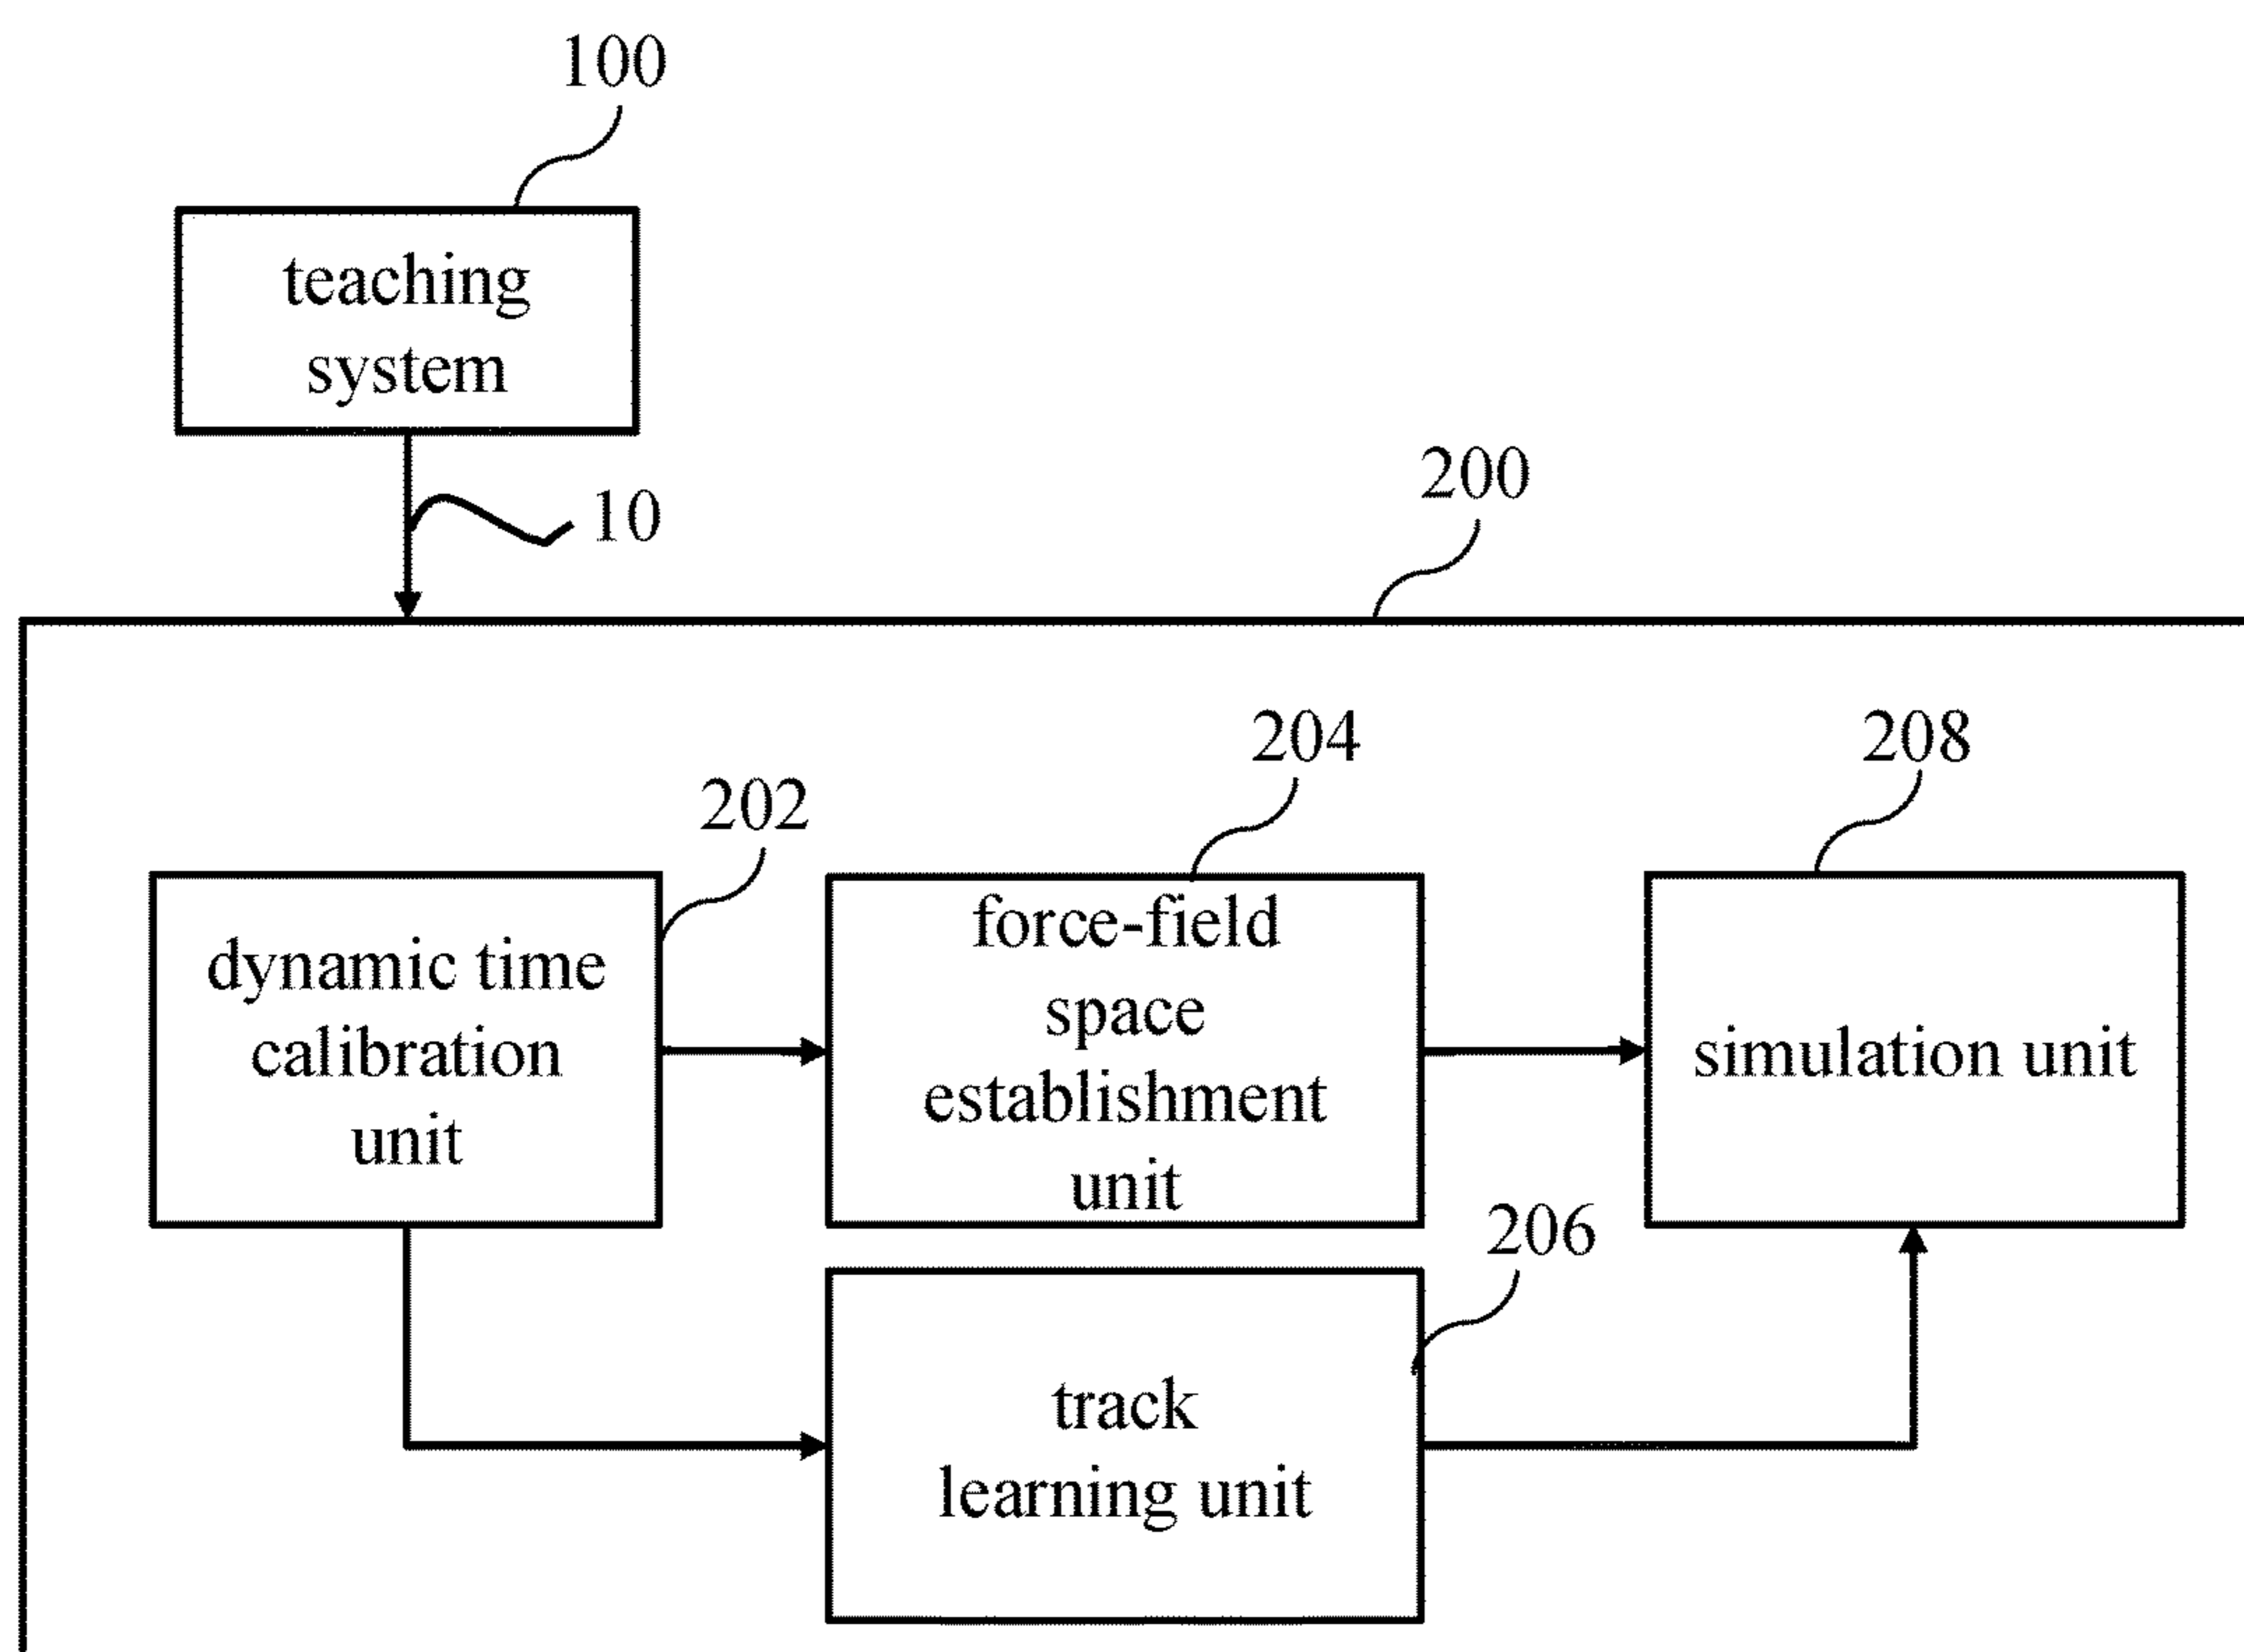 100
teaching
system
10
200
204
208
202
dynamic time
calibration
unit
force-field
space
establishment
unit
simulation unit
206
track
learning unit